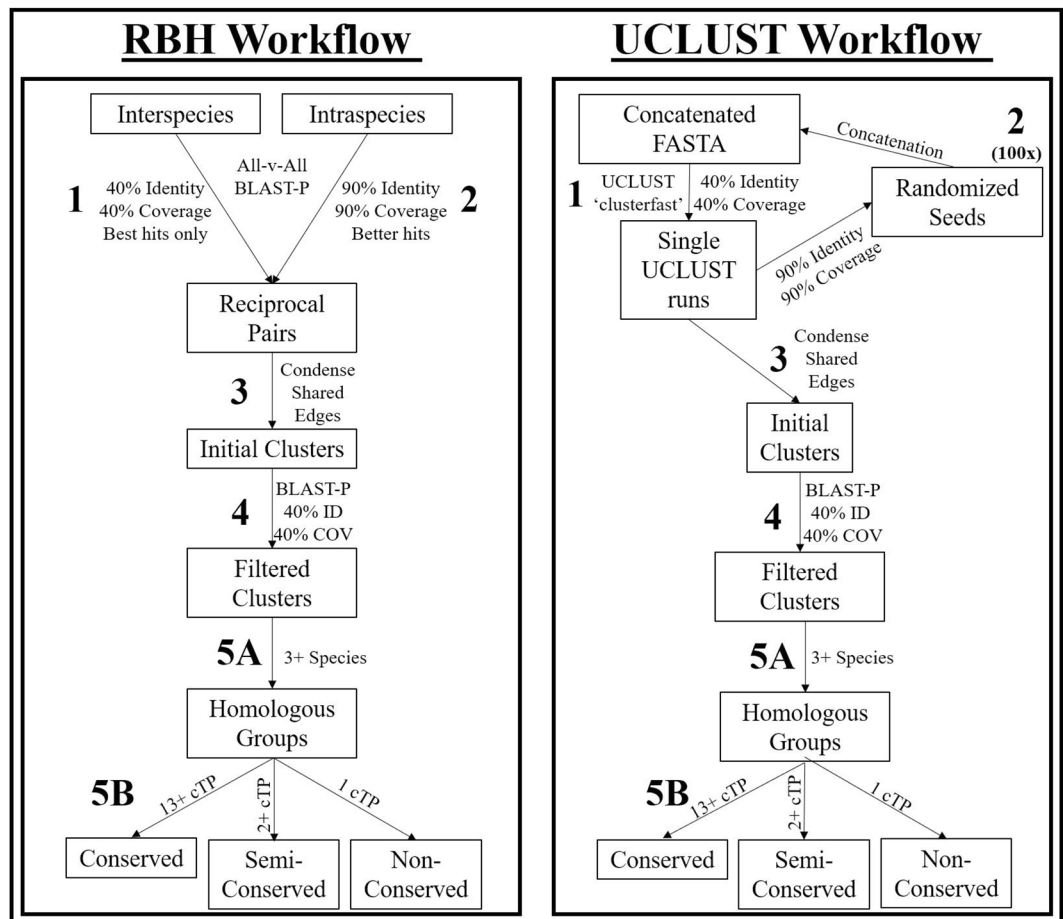 RBH Workflow
Interspecies
Intraspecies
All-v-All
BLAST-P
1
40% Identity
40% Coverage
Best hits only
90% Identity
90% Coverage
Better hits
2
Reciprocal
Pairs
3
Condense
Shared
Edges
Initial Clusters
4
BLAST-P
40% ID
40% COV
Filtered
Clusters
5A
3+ Species
Homologous
Groups
5B
13+ cTP
2+ cTP
1 cTP
Conserved
Semi-
Conserved
Non-
Conserved
UCLUST Workflow
Concatenated
FASTA
Concatenation
2
(100x)
1
UCLUST
‘clusterfast’
40% Identity
40% Coverage
Randomized
Seeds
Single
UCLUST
runs
90% Identity
90% Coverage
3
Condense
Shared
Edges
Initial
Clusters
4
BLAST-P
40% ID
40% COV
Filtered
Clusters
5A
3+ Species
Homologous
Groups
5B
13+ cTP
2+ cTP
1 cTP
Conserved
Semi-
Conserved
Non-
Conserved